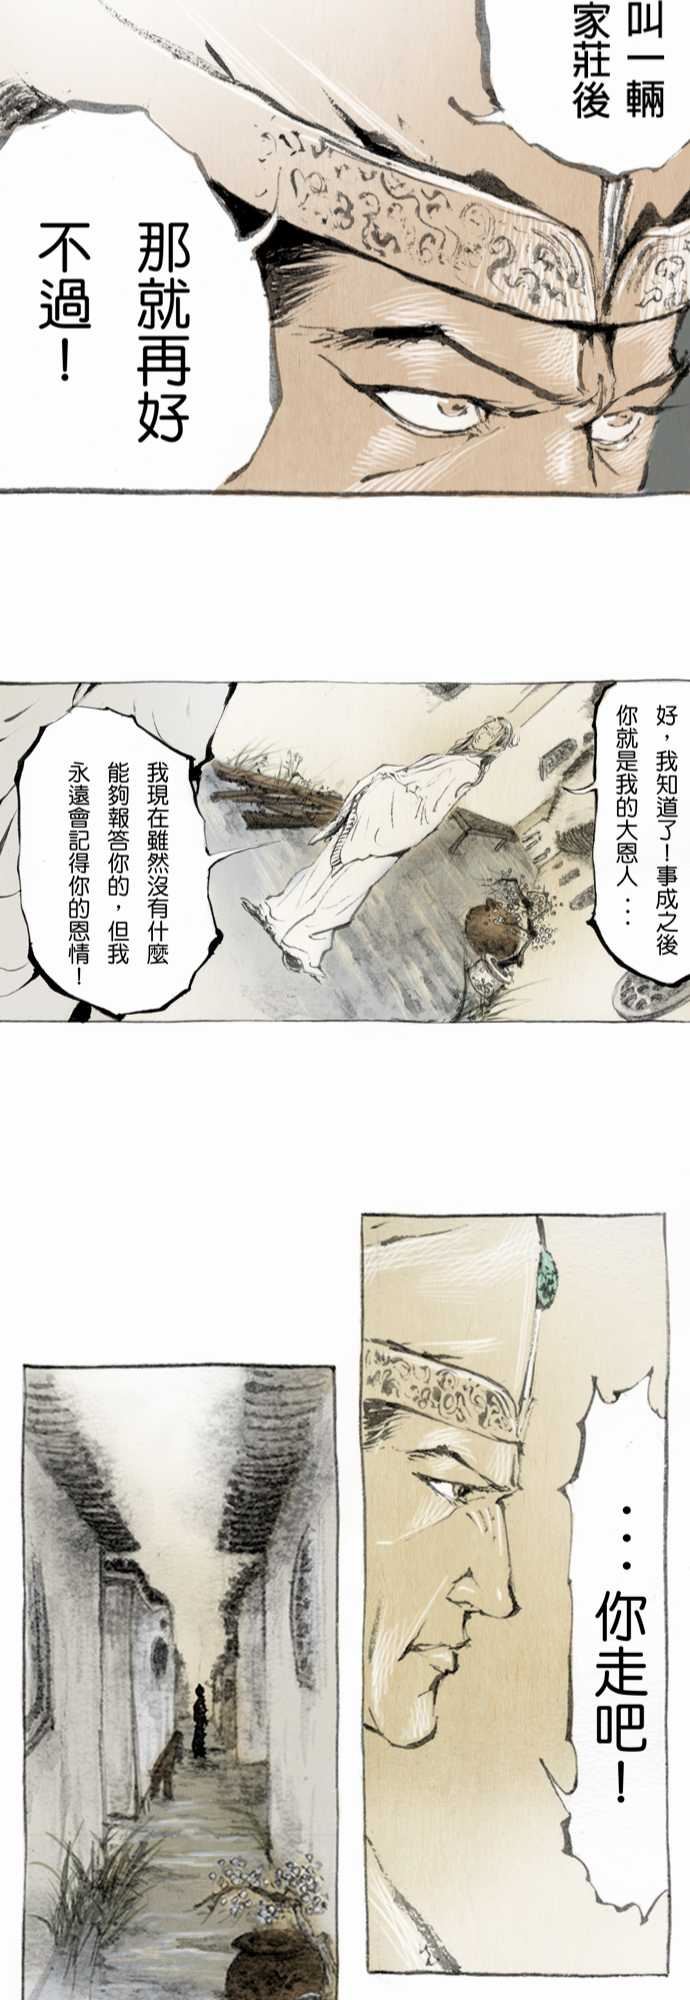 叫一輛
家莊後
那就再好
不過！
好，我知道了！事成之後
你就是我的大恩人...
我現在雖然沒有什麼
能夠報答你的，但我
永遠會記得你的恩情！
...你走吧！